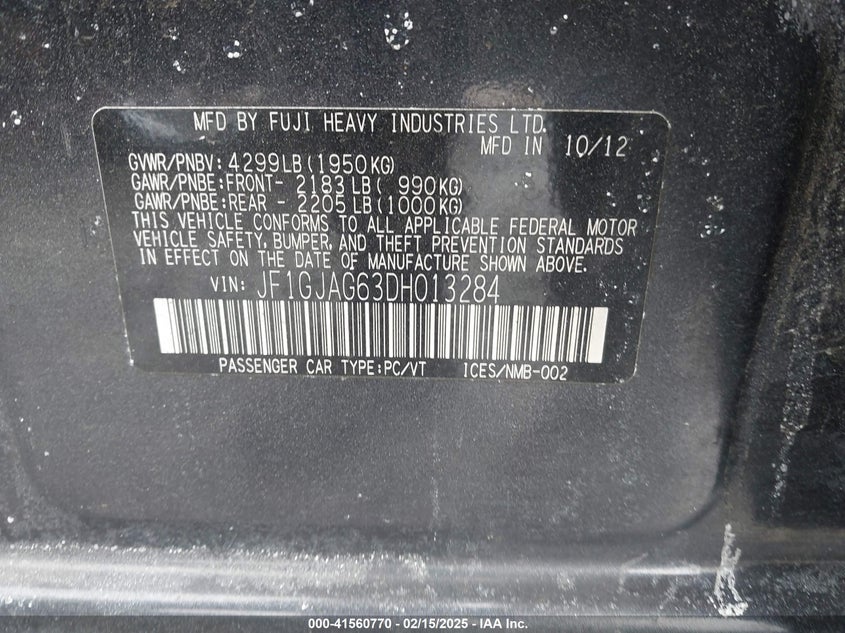 MFD BY FUJI HEAVY INDUSTRIES LTD.
MFD IN 10/12
GVWR/PNBV: 4299LB(1950KG)
GAWR/PNBE:FRONT- 2183LB( 990KG)
GAWR/PNBE:REAR - 2205LB(1000KG)
THIS VEHICLE CONFORMS TO ALL APPLICABLE FEDERAL MOTOR
VEHICLE SAFETY, BUMPER, AND THEFT PREVENTION STANDARDS
IN EFFECT ON THE DATE OF MANUFACTURE SHOWN ABOVE.
VIN: JF1GJAG63DH013284
PASSENGER CAR TYPE:PC/VT ICES/NMB-002
000-41560770 - 02/15/2025 - IAA Inc.